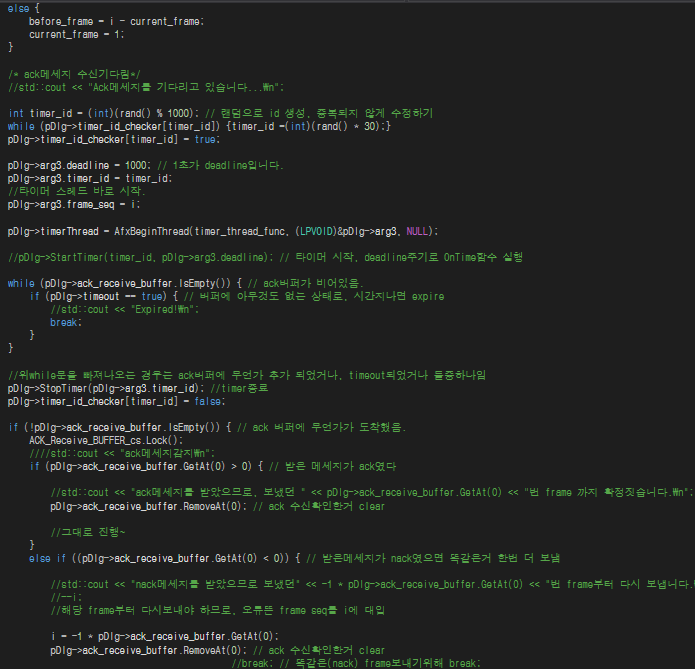 else {
before_frame = i - current_frame;
current_frame = 1;
}
/* ack메세지 수신기다림*/
//std::cout << "Ack메세지를 기다리고 있습니다...₩n";
int timer_id = (int)(rand() % 1000); // 랜덤으로 id 생성, 중복되지 않게 수정하기
while (pDlg->timer_id_checker[timer_id]) {timer_id =(int)(rand() * 30);}
pDlg->timer_id_checker[timer_id] = true;
pDlg->arg3.deadline = 1000; // 1초가 deadline입니다.
pDlg->arg3.timer_id = timer_id;
//타이머 스레드 바로 시작.
pDlg->arg3.frame_seq = i;
pDlg->timerThread = AfxBeginThread(timer_thread_func, (LPVOID)&pDlg->arg3, NULL);
//pDlg->StartTimer(timer_id, pDlg->arg3.deadline); // 타이머 시작, deadline주기로 OnTime함수 실행
while (pDlg->ack_receive_buffer.IsEmpty()) { // ack버퍼가 비어있음.
if (pDlg->timeout == true) { // 버퍼에 아무것도 없는 상태로, 시간지나면 expire
//std::cout << "Expired!₩n";
break;
}
}
//위while문을 빠져나오는 경우는 ack버퍼에 무언가 추가 되었거나, timeout되었거나 둘중하나임
pDlg->StopTimer(pDlg->arg3.timer_id); //timer종료
pDlg->timer_id_checker[timer_id] = false;
if (!pDlg->ack_receive_buffer.IsEmpty()) { // ack 버퍼에 무언가가 도착했음.
ACK_Receive_BUFFER_cs.Lock();
////std::cout << "ack메세지감지₩n";
if (pDlg->ack_receive_buffer.GetAt(0) > 0) { // 받은 메세지가 ack였다
//std::cout << "ack메세지를 받았으므로, 보냈던 " << pDlg->ack_receive_buffer.GetAt(0) << "번 frame 까지 확정짓습니다.₩n";
pDlg->ack_receive_buffer.RemoveAt(0); // ack 수신확인한거 clear
//그대로 진행~
}
else if ((pDlg->ack_receive_buffer.GetAt(0) < 0)) { // 받은메세지가 nack였으면 똑같은거 한번 더 보냄
//std::cout << "nack메세지를 받았으므로 보냈던" << -1 * pDlg->ack_receive_buffer.GetAt(0) << "번 frame부터 다시 보냅니다.
//--i;
//해당 frame부터 다시보내야 하므로, 오류뜬 frame seq를 i에 대입
i = -1 * pDlg->ack_receive_buffer.GetAt(0);
pDlg->ack_receive_buffer.RemoveAt(0); // ack 수신확인한거 clear
//break; // 똑같은(nack) frame보내기위해 break;